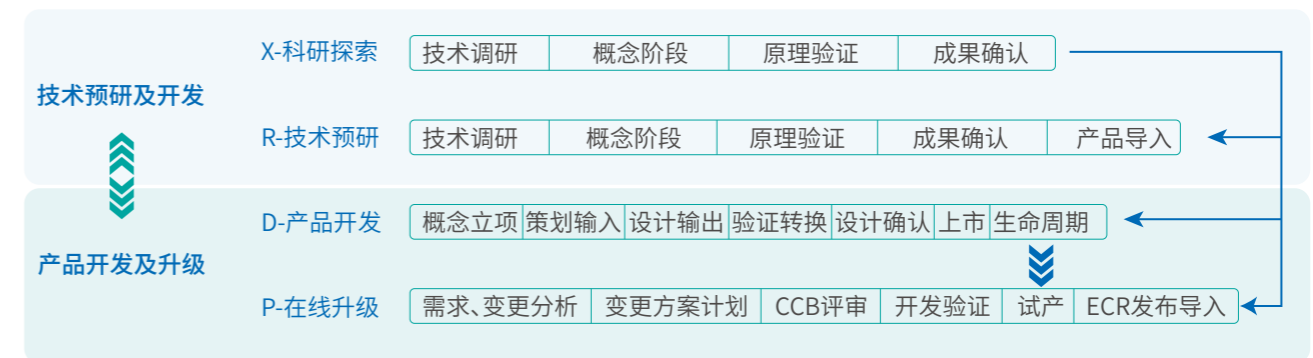 X-科研探索 技术调研 概念阶段 原理验证 成果确认
技术预研及开发
R-技术预研 技术调研 概念阶段 原理验证 成果确认 产品导入
D-产品开发 概念立项 策划输入 设计输出 验证转换 设计确认 上市 生命周期
产品开发及升级
P-在线升级 需求、变更分析 变更方案计划 CCB评审 开发验证 试产 ECR发布导入